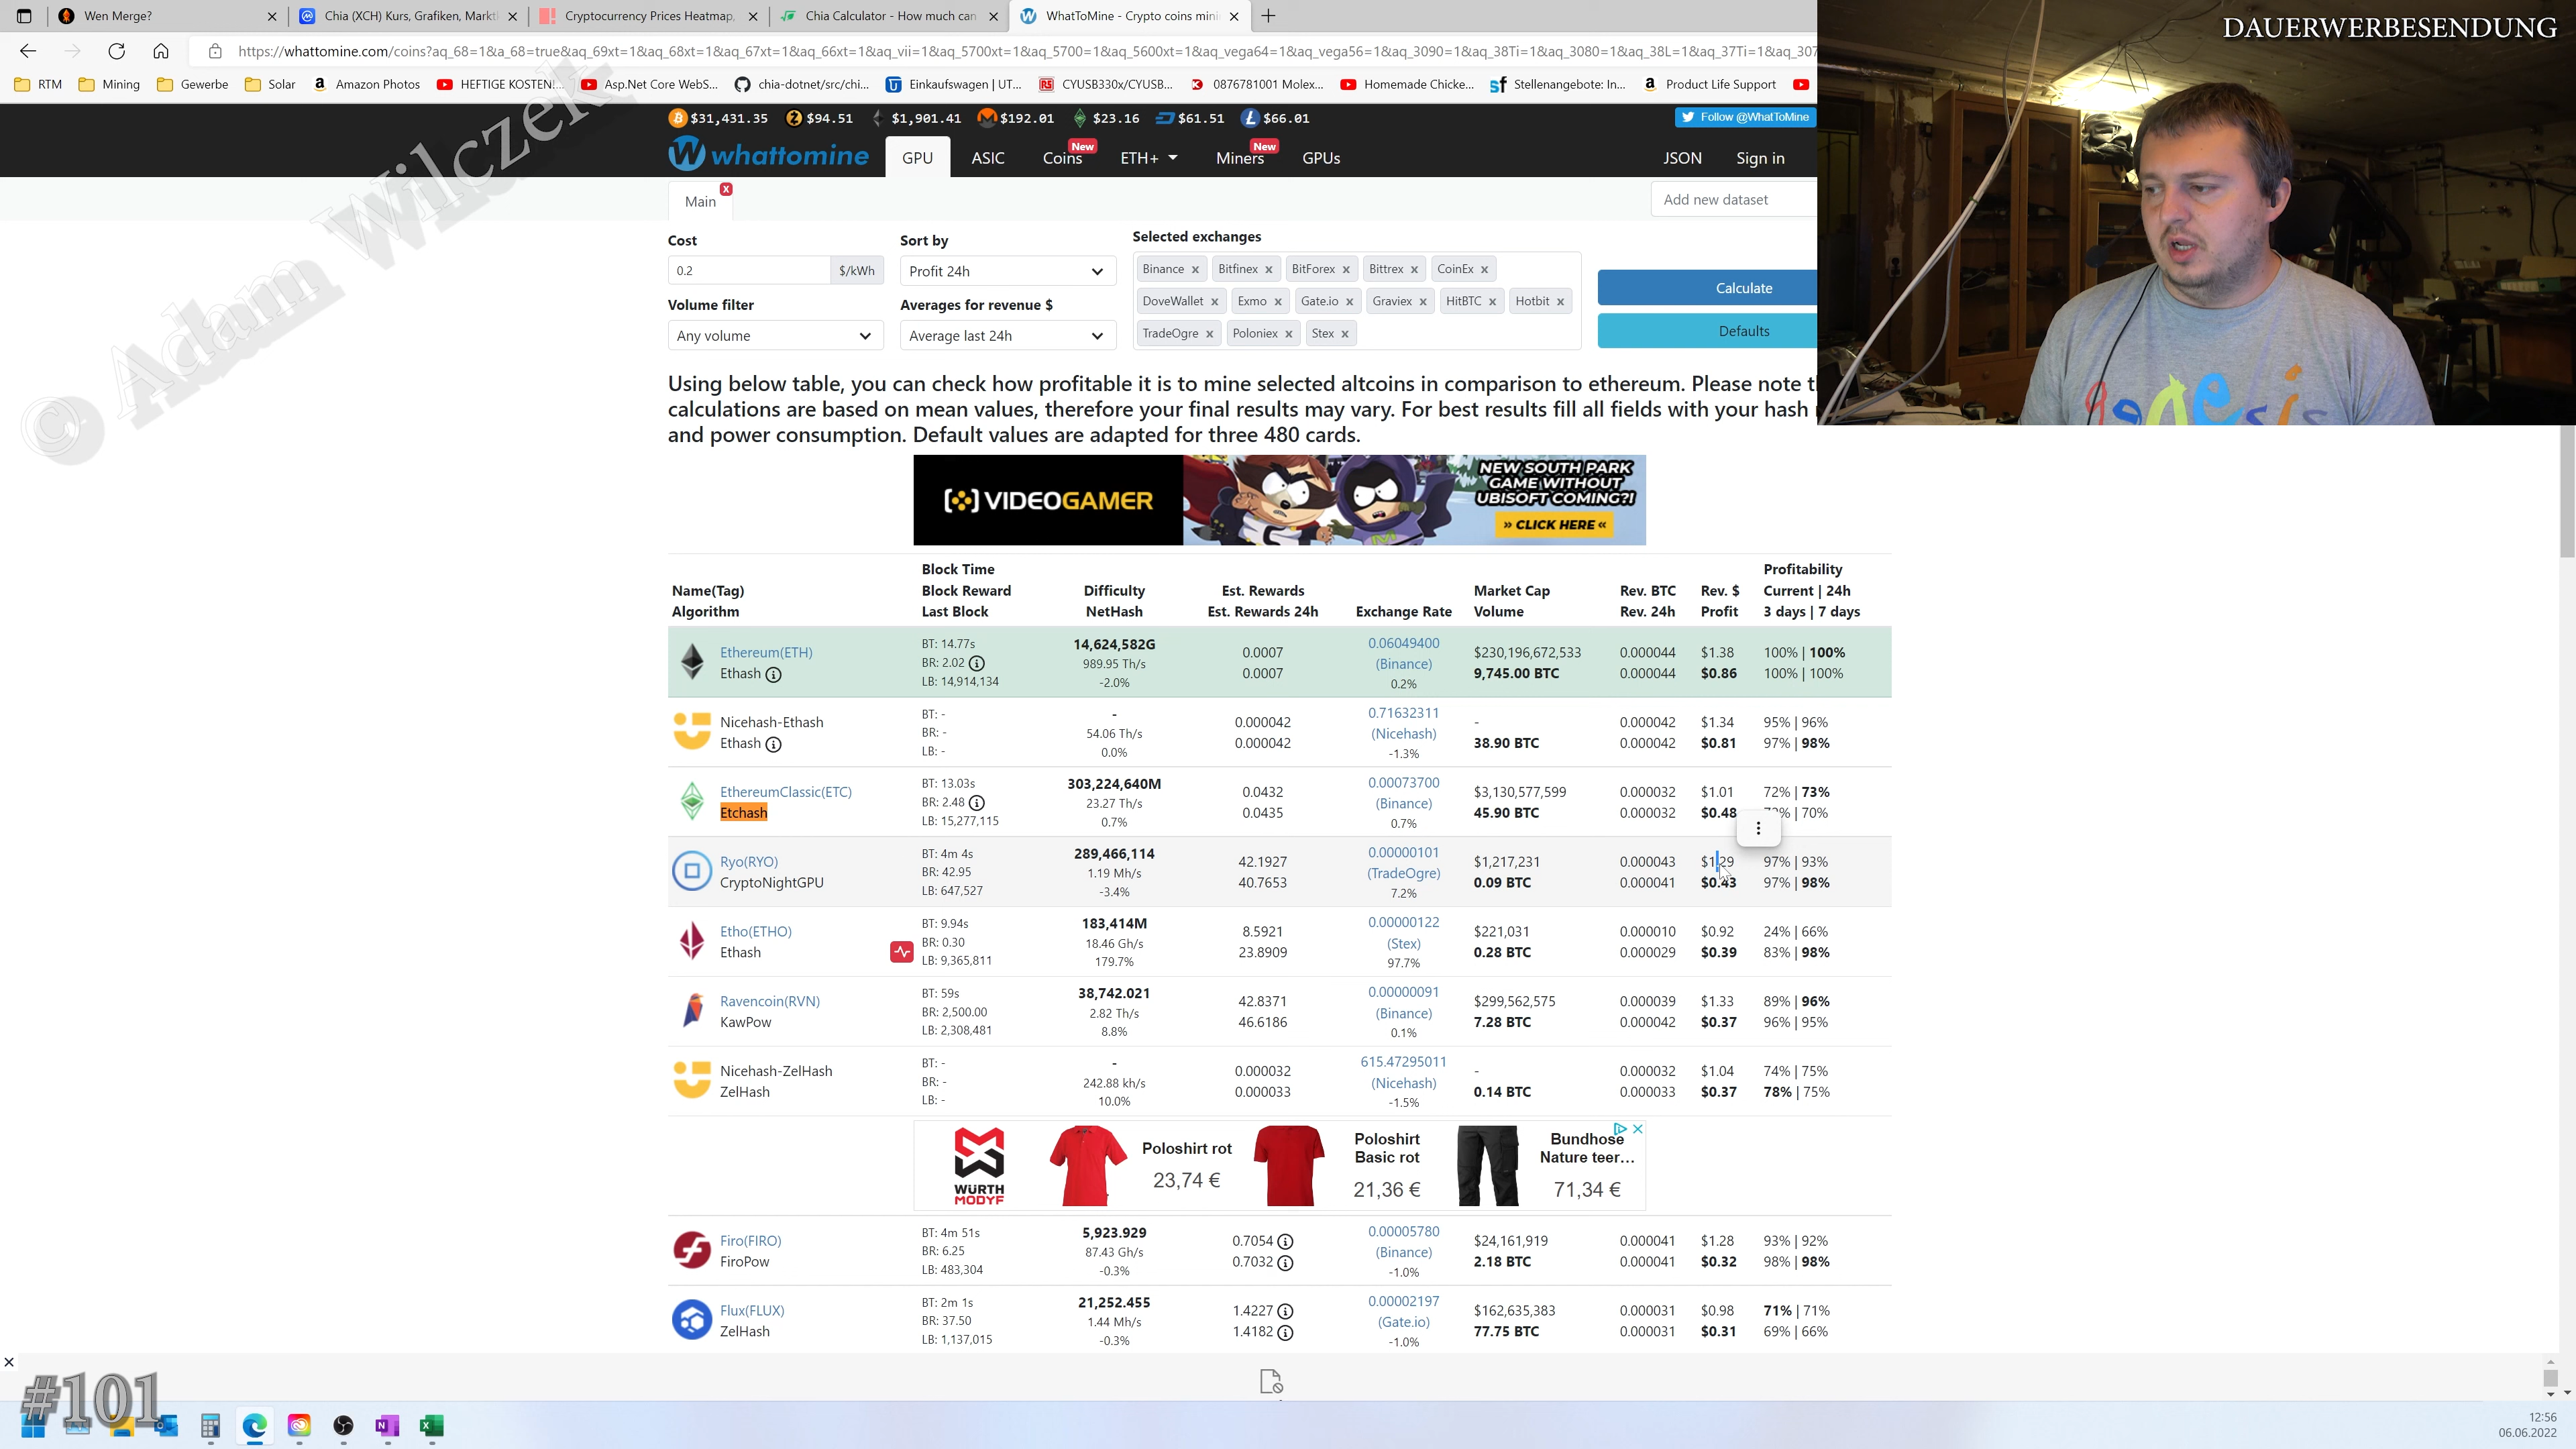 Wen Merge?
Chia (XCH) Kurs, Grafiken, Markt
Cryptocurrency Prices Heatmap,
Chia Calculator - How much can
WhatToMine - Crypto coins mini
DAUERWERBESENDUNG
https://whattomine.com/coins?aq_68=1&a_68=true&aq_69xt=1&aq_68xt=1&aq_67xt=1&aq_66xt=1&aq_vii=1&aq_5700xt=1&aq_5700=1&aq_5600xt=1&aq_vega64=1&aq_vega56=1&aq_3090=1&aq_38Ti=1&aq_3080=1&aq_38L=1&aq_37Ti=1&aq_307
RTM Mining Gewerbe Solar Amazon Photos HEFTIGE KOSTEN!... Asp.Net Core WebS... chia-dotnet/src/chi... Einkaufswagen | UT... CYUSB330x/CYUSB... 0876781001 Molex... Homemade Chicke... Stellenangebote: In... Product Life Support
$31,431.35 $94.51 $1,901.41 $192.01 $23.16 $61.51 $66.01
Follow @WhatToMine
whattomine GPU ASIC Coins New ETH+ Miners New GPUs JSON Sign in
Main x
Add new dataset
© Adam Wilczek
Cost
0.2 $/kWh
Volume filter
Any volume
Sort by
Profit 24h
Averages for revenue $
Average last 24h
Selected exchanges
Binance x Bitfinex x BitForex x Bittrex x CoinEx x
DoveWallet x Exmo x Gate.io x Graviex x HitBTC x Hotbit x
TradeOgre x Poloniex x Stex x
Calculate
Defaults
genesis
Using below table, you can check how profitable it is to mine selected altcoins in comparison to ethereum. Please note t
calculations are based on mean values, therefore your final results may vary. For best results fill all fields with your hash
and power consumption. Default values are adapted for three 480 cards.
VIDEOGAMER
NEW SOUTH PARK
GAME WITHOUT
UBISOFT COMING?!
» CLICK HERE «
Block Time Profitability
Name(Tag) Block Reward Difficulty Est. Rewards Market Cap Rev. BTC Rev. $ Current | 24h
Algorithm Last Block NetHash Est. Rewards 24h Exchange Rate Volume Rev. 24h Profit 3 days | 7 days
Ethereum(ETH)
Ethash
BT: 14.77s
BR: 2.02
LB: 14,914,134
14,624,582G
989.95 Th/s
-2.0%
0.0007
0.0007
0.06049400
(Binance)
0.2%
$230,196,672,533
9,745.00 BTC
0.000044
0.000044
$1.38
$0.86
100% | 100%
100% | 100%
Nicehash-Ethash
Ethash
BT: -
BR: -
LB: -
-
54.06 Th/s
0.0%
0.000042
0.000042
0.71632311
(Nicehash)
-1.3%
-
38.90 BTC
0.000042
0.000042
$1.34
$0.81
95% | 96%
97% | 98%
EthereumClassic(ETC)
Etchash
BT: 13.03s
BR: 2.48
LB: 15,277,115
303,224,640M
23.27 Th/s
0.7%
0.0432
0.0435
0.00073700
(Binance)
0.7%
$3,130,577,599
45.90 BTC
0.000032
0.000032
$1.01
$0.48
72% | 73%
% | 70%
Ryo(RYO)
CryptoNightGPU
BT: 4m 4s
BR: 42.95
LB: 647,527
289,466,114
1.19 Mh/s
-3.4%
42.1927
40.7653
0.00000101
(TradeOgre)
7.2%
$1,217,231
0.09 BTC
0.000043
0.000041
$1.29
$0.43
97% | 93%
97% | 98%
Etho(ETHO)
Ethash
BT: 9.94s
BR: 0.30
LB: 9,365,811
183,414M
18.46 Gh/s
179.7%
8.5921
23.8909
0.00000122
(Stex)
97.7%
$221,031
0.28 BTC
0.000010
0.000029
$0.92
$0.39
24% | 66%
83% | 98%
Ravencoin(RVN)
KawPow
BT: 59s
BR: 2,500.00
LB: 2,308,481
38,742.021
2.82 Th/s
8.8%
42.8371
46.6186
0.00000091
(Binance)
0.1%
$299,562,575
7.28 BTC
0.000039
0.000042
$1.33
$0.37
89% | 96%
96% | 95%
Nicehash-ZelHash
ZelHash
BT: -
BR: -
LB: -
-
242.88 kh/s
10.0%
0.000032
0.000033
615.47295011
(Nicehash)
-1.5%
-
0.14 BTC
0.000032
0.000033
$1.04
$0.37
74% | 75%
78% | 75%
WÜRTH
MODYF
Poloshirt rot
23,74 €
Poloshirt
Basic rot
21,36 €
Bundhose
Nature teer...
71,34 €
Firo(FIRO)
FiroPow
BT: 4m 51s
BR: 6.25
LB: 483,304
5,923.929
87.43 Gh/s
-0.3%
0.7054
0.7032
0.00005780
(Binance)
-1.0%
$24,161,919
2.18 BTC
0.000041
0.000041
$1.28
$0.32
93% | 92%
98% | 98%
Flux(FLUX)
ZelHash
BT: 2m 1s
BR: 37.50
LB: 1,137,015
21,252.455
1.44 Mh/s
-0.3%
1.4227
1.4182
0.00002197
(Gate.io)
-1.0%
$162,635,383
77.75 BTC
0.000031
0.000031
$0.98
$0.31
71% | 71%
69% | 66%
#101
12:56
06.06.2022